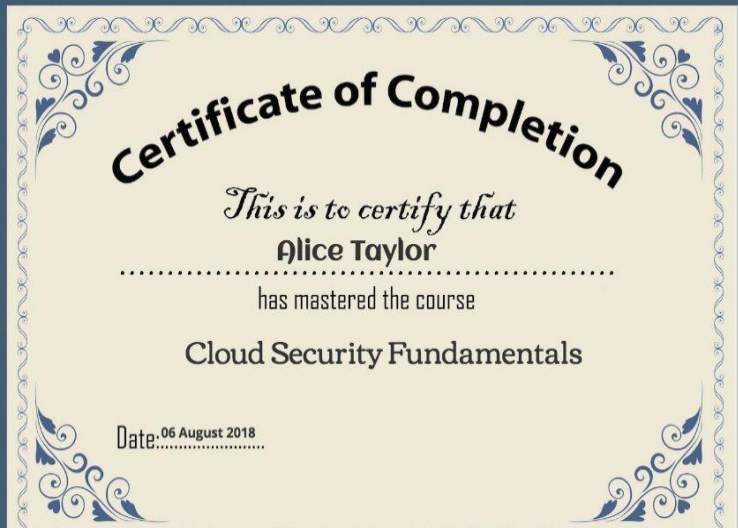 Certificate of Completion
This is to certify that
Alice Taylor
has mastered the course
Cloud Security Fundamentals
Date: 06 August 2018